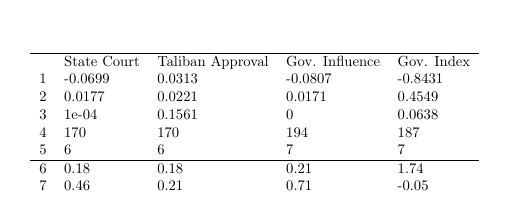 State Court Taliban Approval Gov. Influence Gov. Index
1 -0.0699 0.0313 -0.0807 -0.8431
2 0.0177 0.0221 0.0171 0.4549
3 1e-04 0.1561 0 0.0638
4 170 170 194 187
5 6 6 7 7
6 0.18 0.18 0.21 1.74
7 0.46 0.21 0.71 -0.05